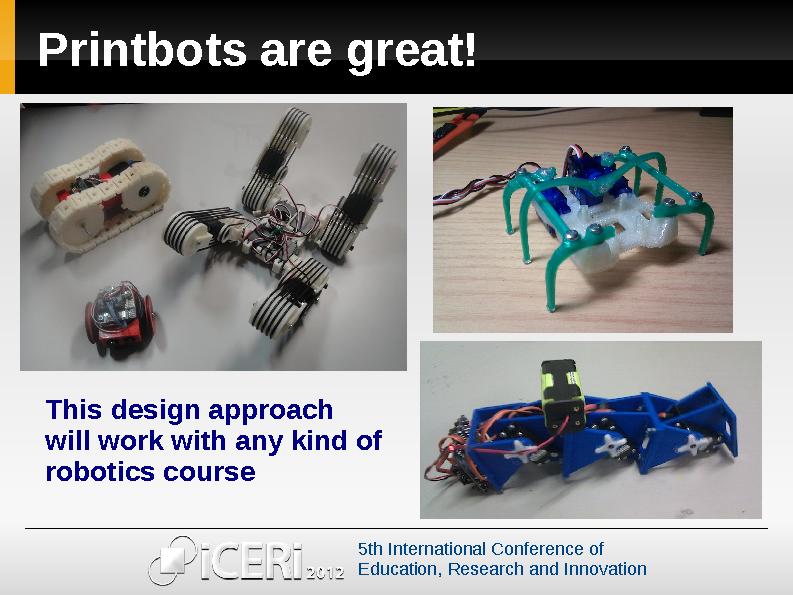 Printbots are great!
This design approach
will work with any kind of
robotics course
iCERi 2012
5th International Conference of
Education, Research and Innovation